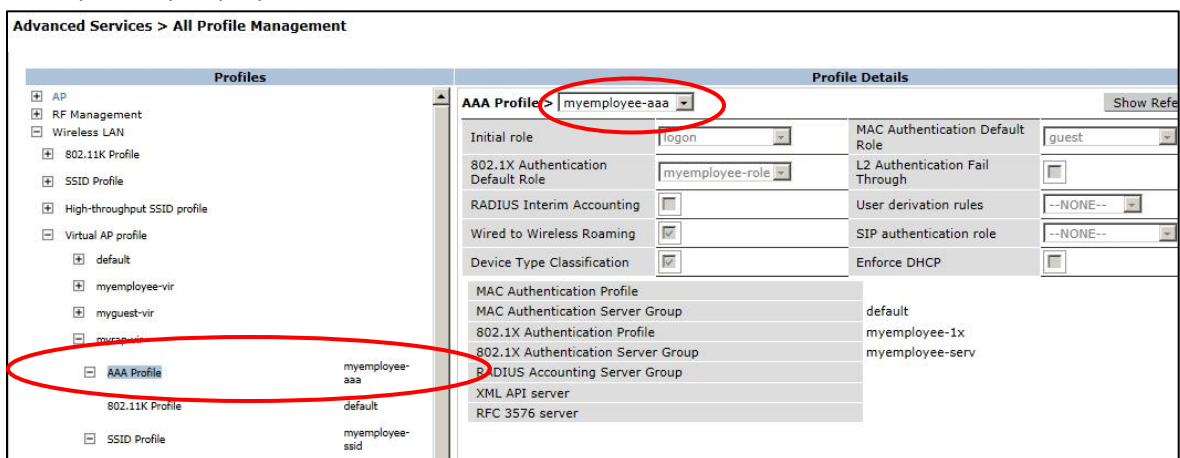 Advanced Services > All Profile Management
Profiles
Profile Details
AP
RF Management
Wireless LAN
802.11K Profile
SSID Profile
High-throughput SSID profile
Virtual AP profile
default
myemployee-vir
myguest-vir
myrap-vir
AAA Profile
myemployee-
aaa
802.11K Profile
default
SSID Profile
myemployee-
ssid
AAA Profile > myemployee-aaa
Show Refe
Initial role
logon
MAC Authentication Default
Role
guest
802.1X Authentication
Default Role
myemployee-role
L2 Authentication Fail
Through
RADIUS Interim Accounting
User derivation rules
--NONE--
Wired to Wireless Roaming
SIP authentication role
--NONE--
Device Type Classification
Enforce DHCP
MAC Authentication Profile
MAC Authentication Server Group
default
802.1X Authentication Profile
myemployee-1x
802.1X Authentication Server Group
myemployee-serv
RADIUS Accounting Server Group
XML API server
RFC 3576 server